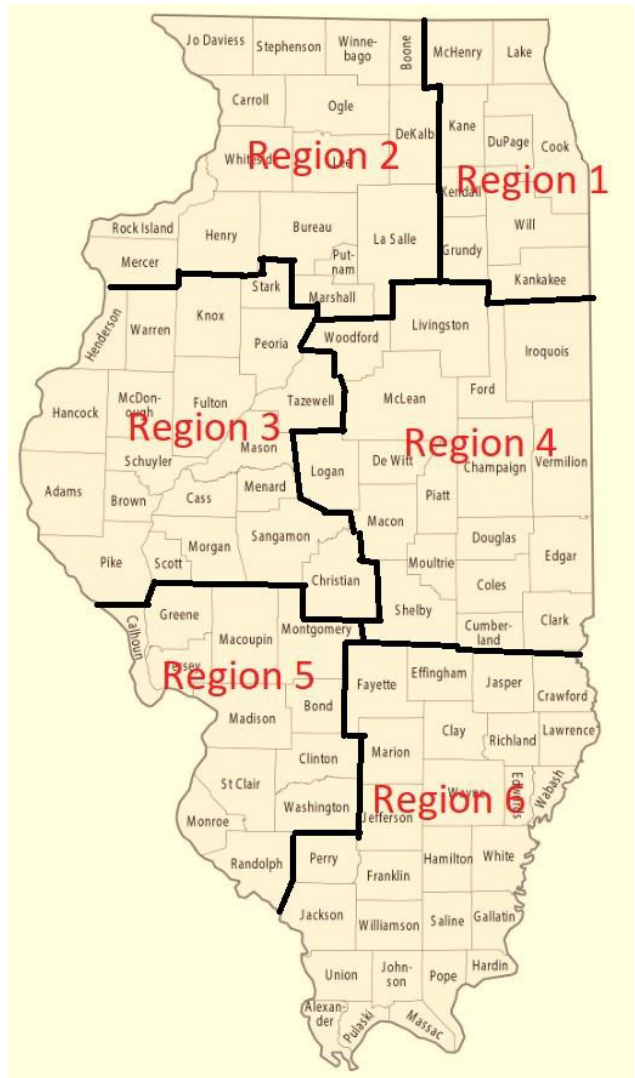 Jo Daviess
Stephenson
Winne-
bago
Boone
McHenry
Lake
Carroll
Ogle
DeKalb
Kane
DuPage
Cook
Whiteside
Lee
Region 2
Region 1
Kendall
Will
Rock Island
Henry
Bureau
La Salle
Grundy
Mercer
Put-
nam
Kankakee
Stark
Marshall
Henderson
Warren
Knox
Peoria
Woodford
Livingston
Iroquois
Hancock
McDon-
ough
Fulton
Tazewell
McLean
Ford
Region 3
Region 4
Mason
Schuyler
Logan
De Witt
Champaign
Vermilion
Adams
Brown
Cass
Menard
Piatt
Macon
Pike
Scott
Morgan
Sangamon
Christian
Moultrie
Douglas
Edgar
Coles
Shelby
Cumber-
land
Clark
Calhoun
Greene
Macoupin
Montgomery
Region 5
Fayette
Effingham
Jasper
Crawford
Madison
Bond
Clay
Richland
Lawrence
Clinton
Marion
St Clair
Washington
Wayne
Edwards
Wabash
Region 6
Jefferson
Monroe
Randolph
Perry
Hamilton
White
Franklin
Jackson
Williamson
Saline
Gallatin
Union
John-
son
Pope
Hardin
Alexan-
der
Pulaski
Massac